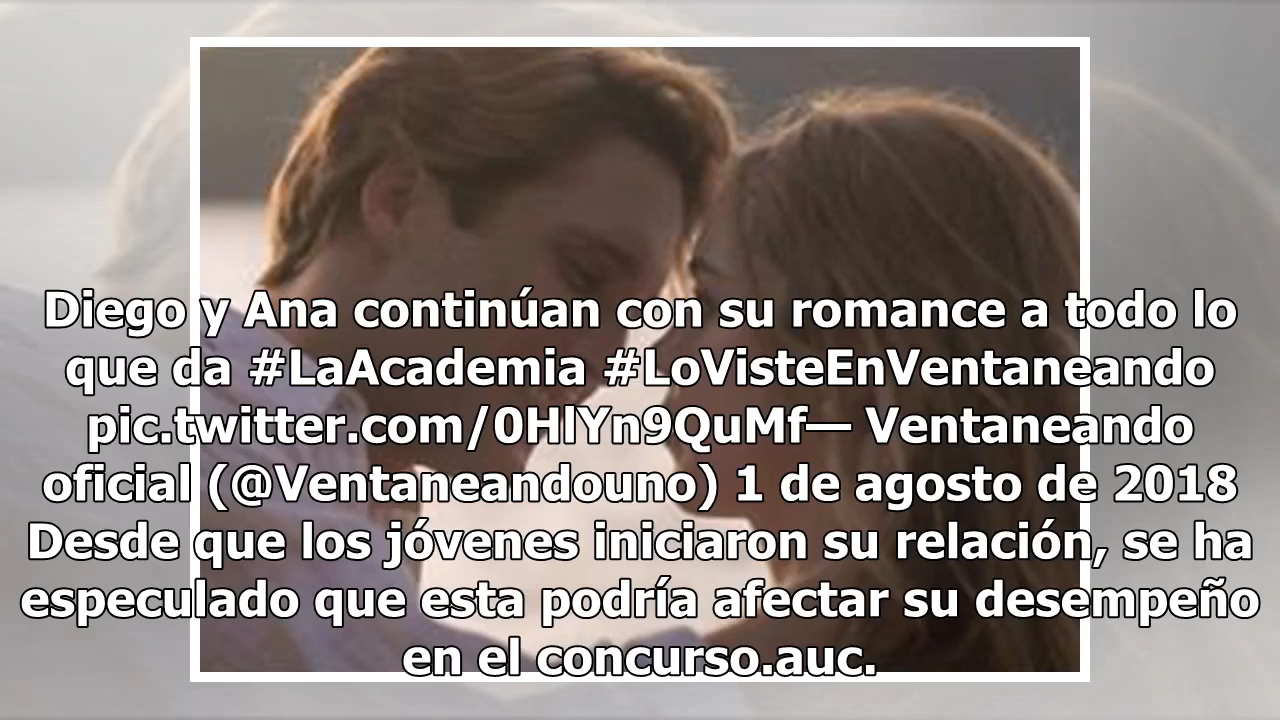 Diego y Ana continúan con su romance a todo lo
que da #LaAcademia #LoVisteEnVentaneando
pic.twitter.com/0HlYn9QuMf— Ventaneando
oficial (@Ventaneandouno) 1 de agosto de 2018
Desde que los jóvenes iniciaron su relación, se ha
especulado que esta podría afectar su desempeño
en el concurso.auc.